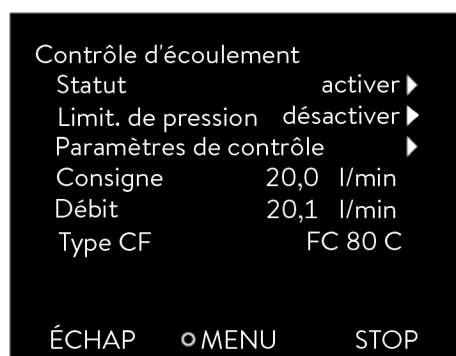 Contrôle d'écoulement
Statut activer
Limit. de pression désactiver
Paramètres de contrôle
Consigne 20,0 l/min
Débit 20,1 l/min
Type CF FC 80 C
ÉCHAP MENU STOP